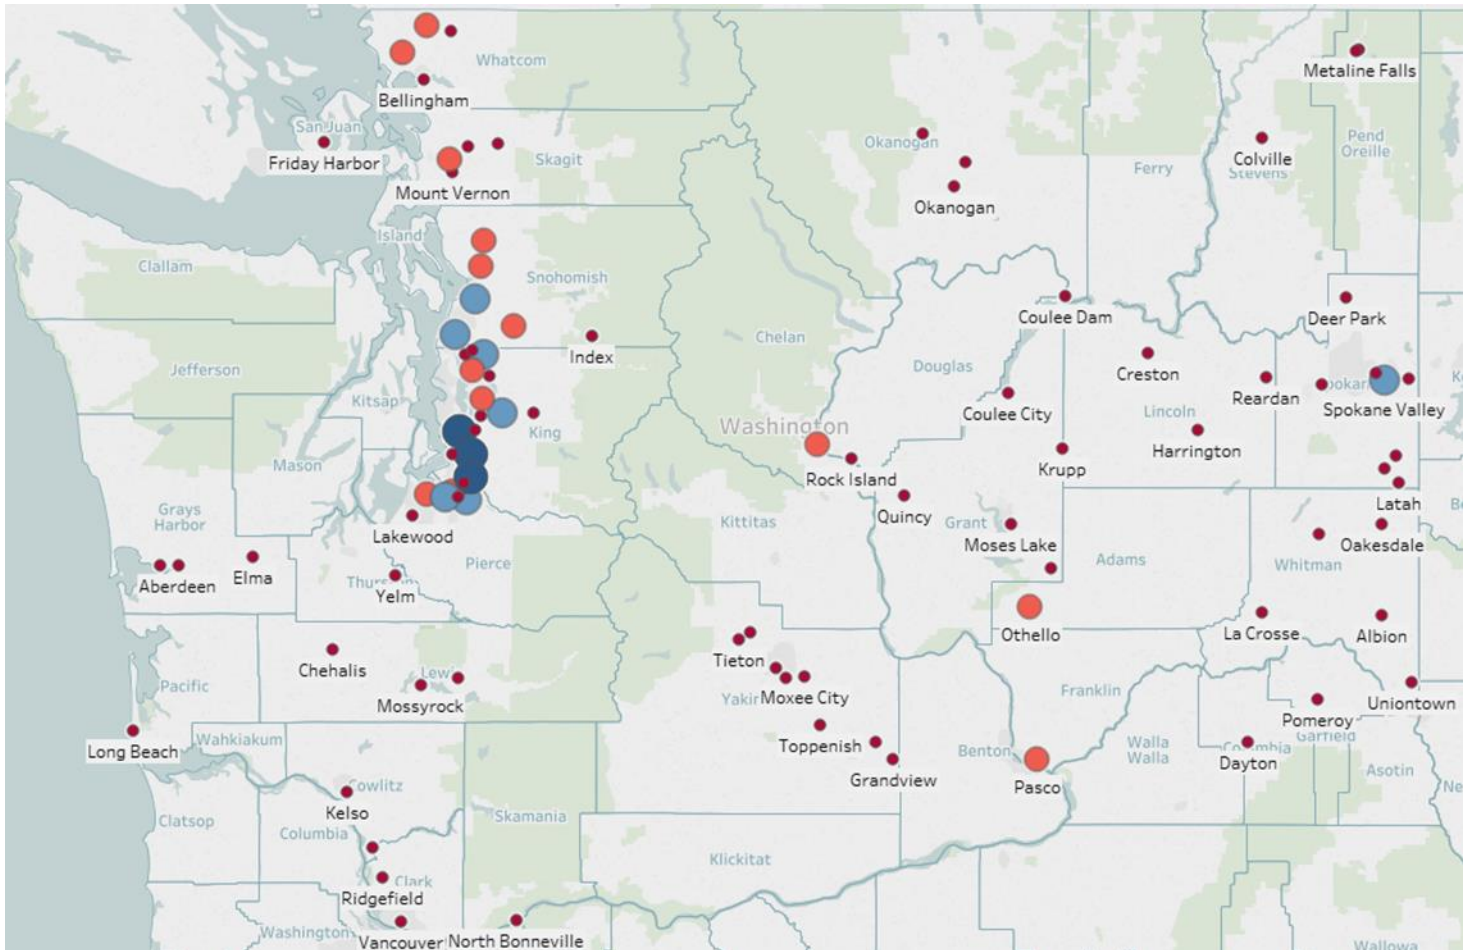 Whatcom
Metaline Falls
Bellingham
San Juan
Friday Harbor
Skagit
Okanogan
Pend
Oreille
Colville
Stevens
Ferry
Mount Vernon
Okanogan
Island
Clallam
Snohomish
Coulee Dam
Deer Park
Chelan
Index
Douglas
Jefferson
Creston
Kitsap
Reardan
Spokane Valley
Coulee City
Lincoln
Washington
King
Harrington
Mason
Krupp
Rock Island
Latah
Grays
Harbor
Quincy
Kittitas
Grant
Lakewood
Moses Lake
Oakesdale
Pierce
Adams
Whitman
Aberdeen
Elma
Yelm
Othello
La Crosse
Albion
Chehalis
Tieton
Pacific
Mossyrock
Moxee City
Franklin
Uniontown
Pomeroy
Garfield
Long Beach
Wahkiakum
Toppenish
Benton
Walla
Walla
Columbia
Dayton
Asotin
Grandview
Pasco
Cowlitz
Kelso
Clatsop
Columbia
Skamania
Klickitat
Clark
Ridgefield
Washington
Vancouver
North Bonneville
Wallowa